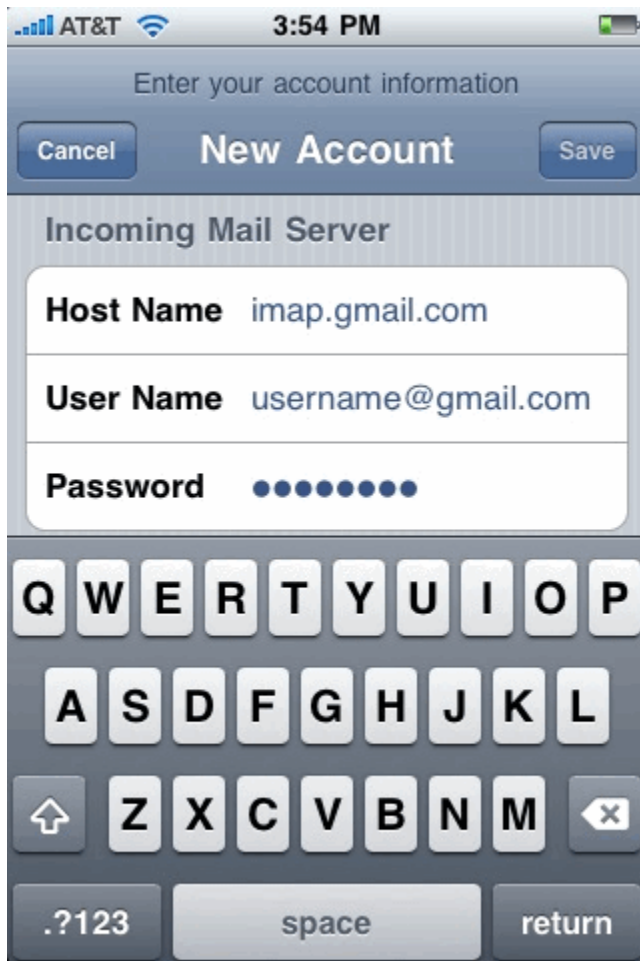 AT&T 3:54 PM
Enter your account information
Cancel New Account Save
Incoming Mail Server
Host Name imap.gmail.com
User Name username@gmail.com
Password ●●●●●●●●
Q W E R T Y U I O P
A S D F G H J K L
Z X C V B N M
.?123 space return